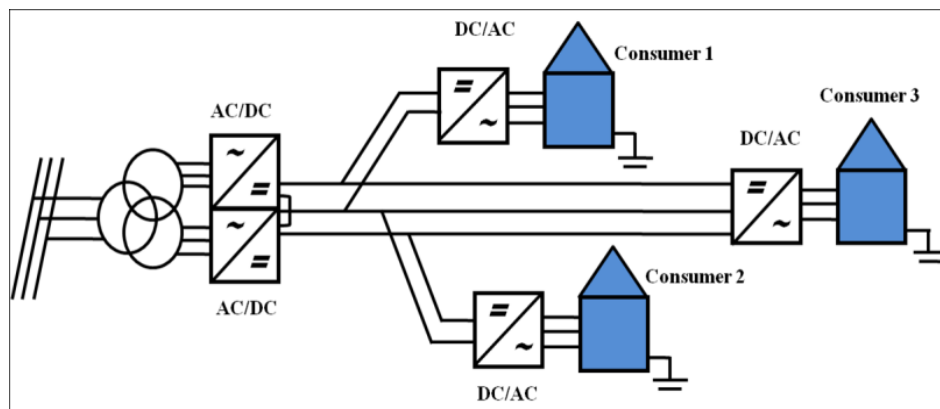 DC/AC
Consumer 1
AC/DC
Consumer 3
DC/AC
=
~
~
=
=
~
~
=
Consumer 2
AC/DC
=
~
DC/AC